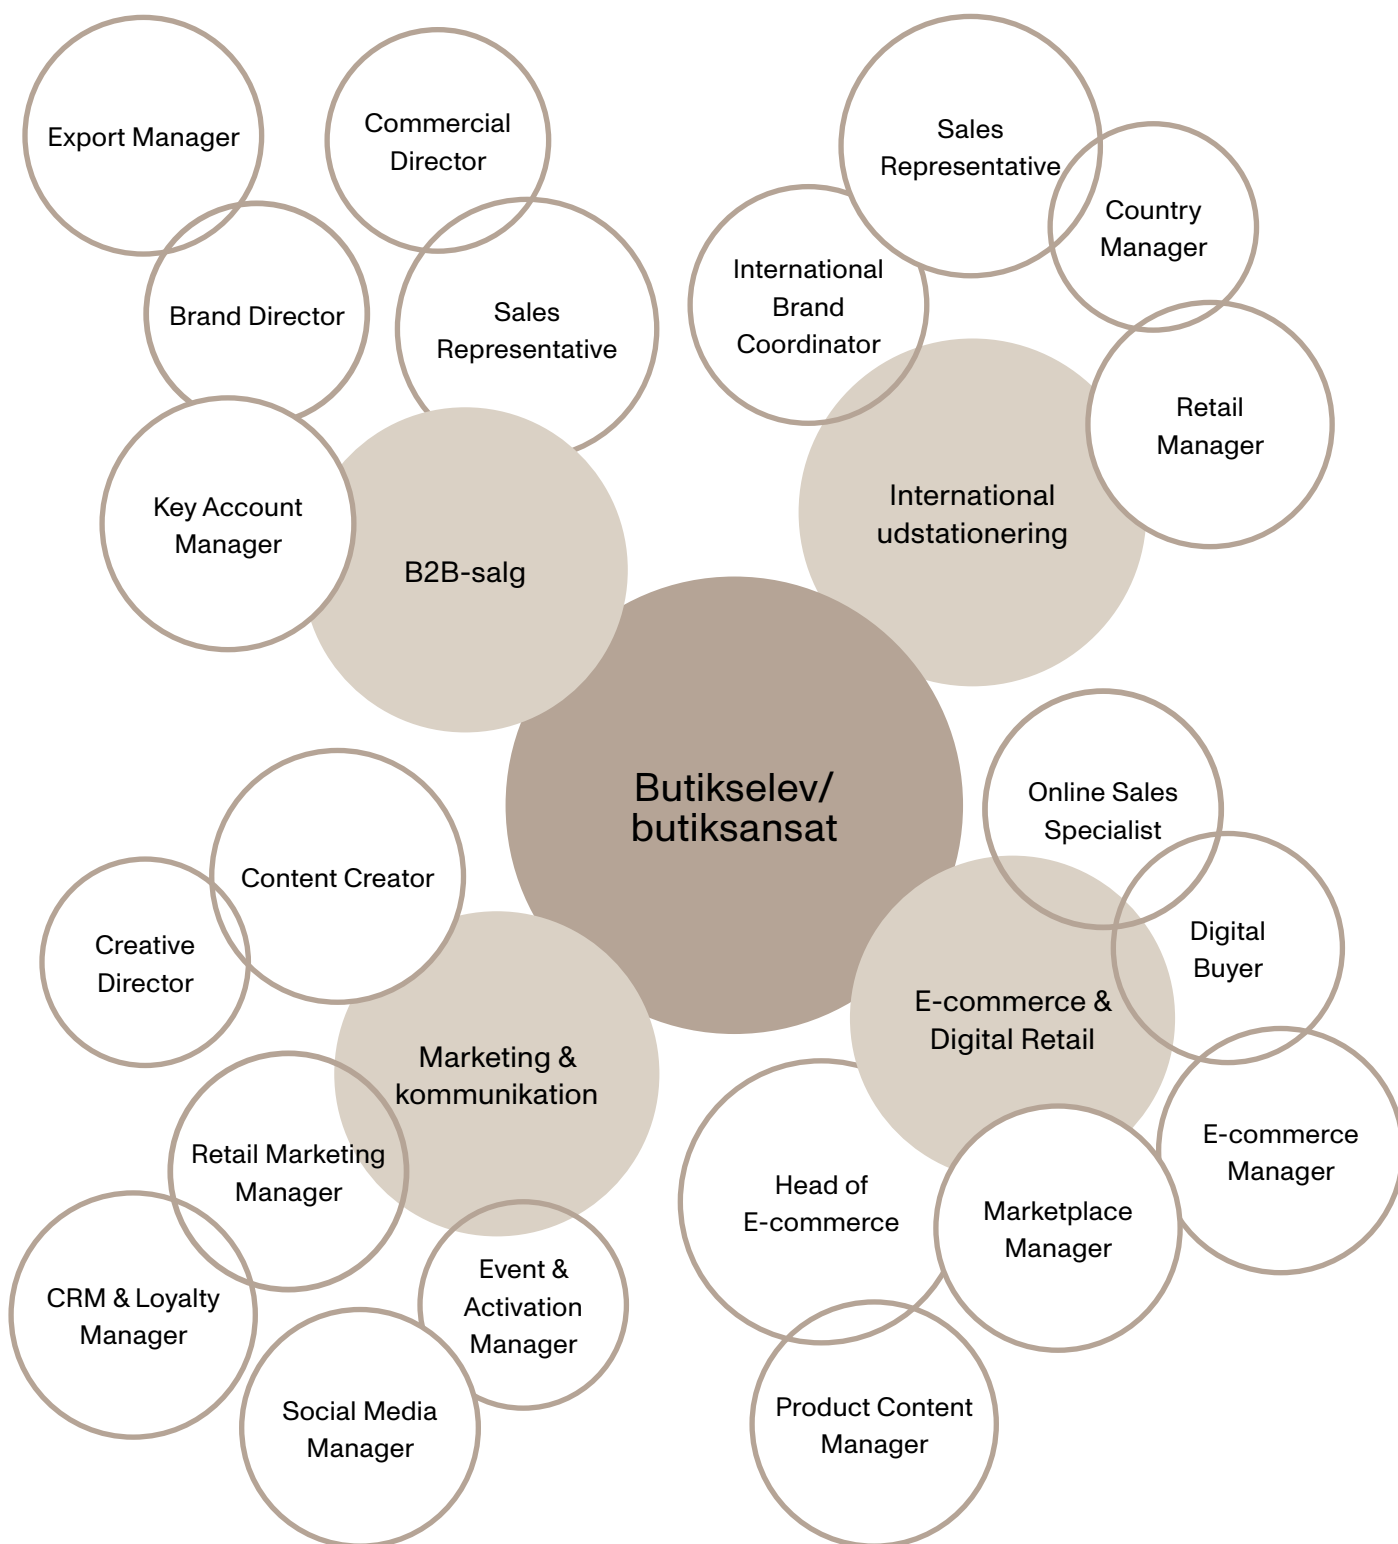 Export Manager
Commercial
Director
Brand Director
Sales
Representative
Key Account
Manager
B2B-salg
Sales
Representative
Country
Manager
International
Brand
Coordinator
Retail
Manager
International
udstationering
Butikselev/
butiksansat
Content Creator
Creative
Director
Marketing &
kommunikation
Retail Marketing
Manager
CRM & Loyalty
Manager
Event &
Activation
Manager
Social Media
Manager
Online Sales
Specialist
Digital
Buyer
E-commerce &
Digital Retail
E-commerce
Manager
Head of
E-commerce
Marketplace
Manager
Product Content
Manager